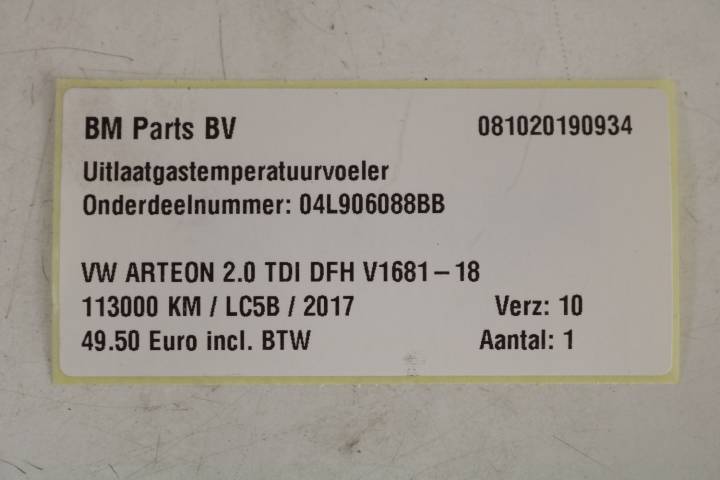 BM Parts BV 081020190934
Uitlaatgastemperatuurvoeler
Onderdeelnummer: 04L906088BB
VW ARTEON 2.0 TDI DFH V1681-18
113000 KM / LC5B / 2017 Verz: 10
49.50 Euro incl. BTW Aantal: 1